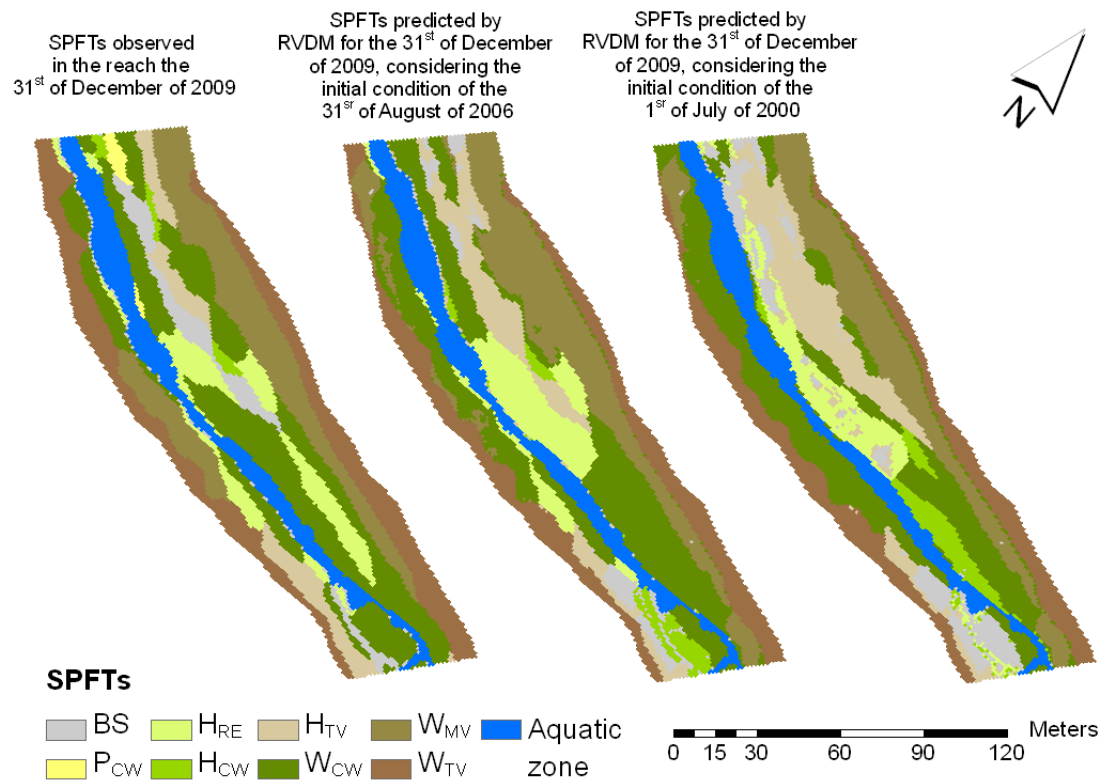 SPFTs observed
in the reach the
31st of December of 2009
SPFTs predicted by
RVDM for the 31st of December
of 2009, considering the
initial condition of the
31sr of August of 2006
SPFTs predicted by
RVDM for the 31st of December
of 2009, considering the
initial condition of the
1sr of July of 2000
N
SPFTs
BS
HRE
HTV
WMV
Aquatic
zone
PCW
HCW
WCW
WTV
Meters
0 15 30 60 90 120